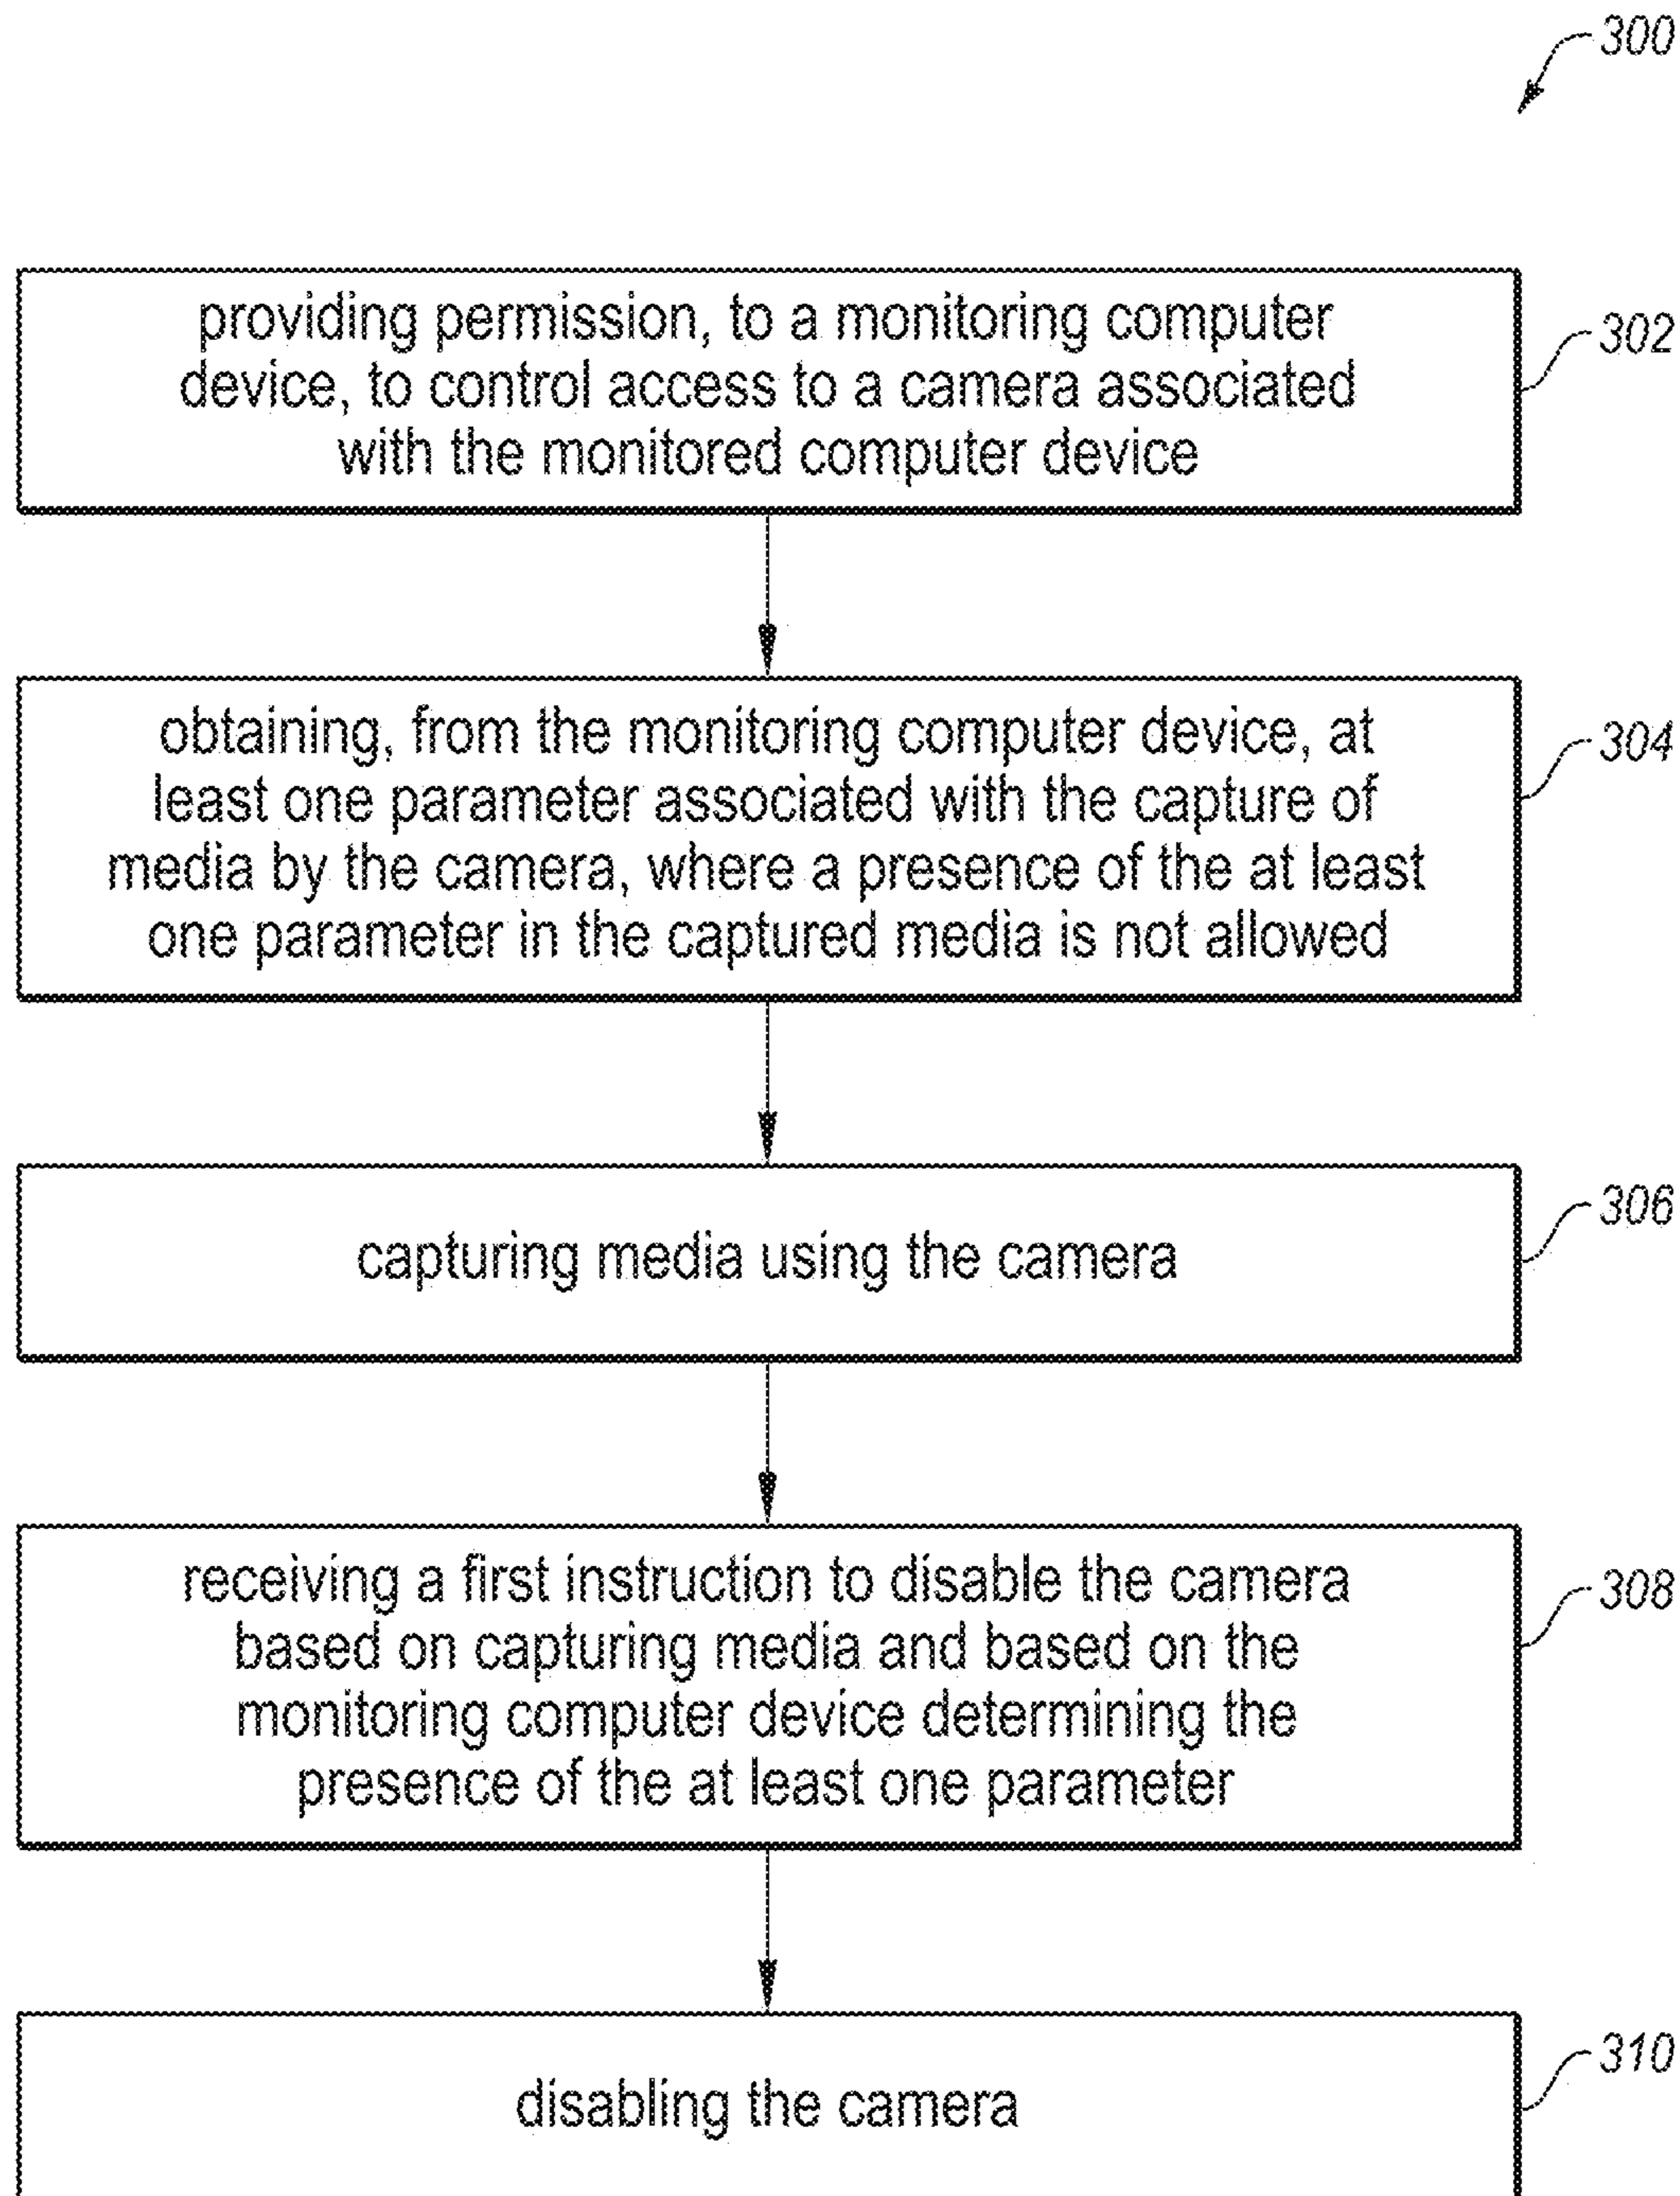 300
providing permission, to a monitoring computer
device, to control access to a camera associated
with the monitored computer device
302
obtaining, from the monitoring computer device, at
least one parameter associated with the capture of
media by the camera, where a presence of the at least
one parameter in the captured media is not allowed
304
capturing media using the camera
306
receiving a first instruction to disable the camera
based on capturing media and based on the
monitoring computer device determining the
presence of the at least one parameter
308
disabling the camera
310